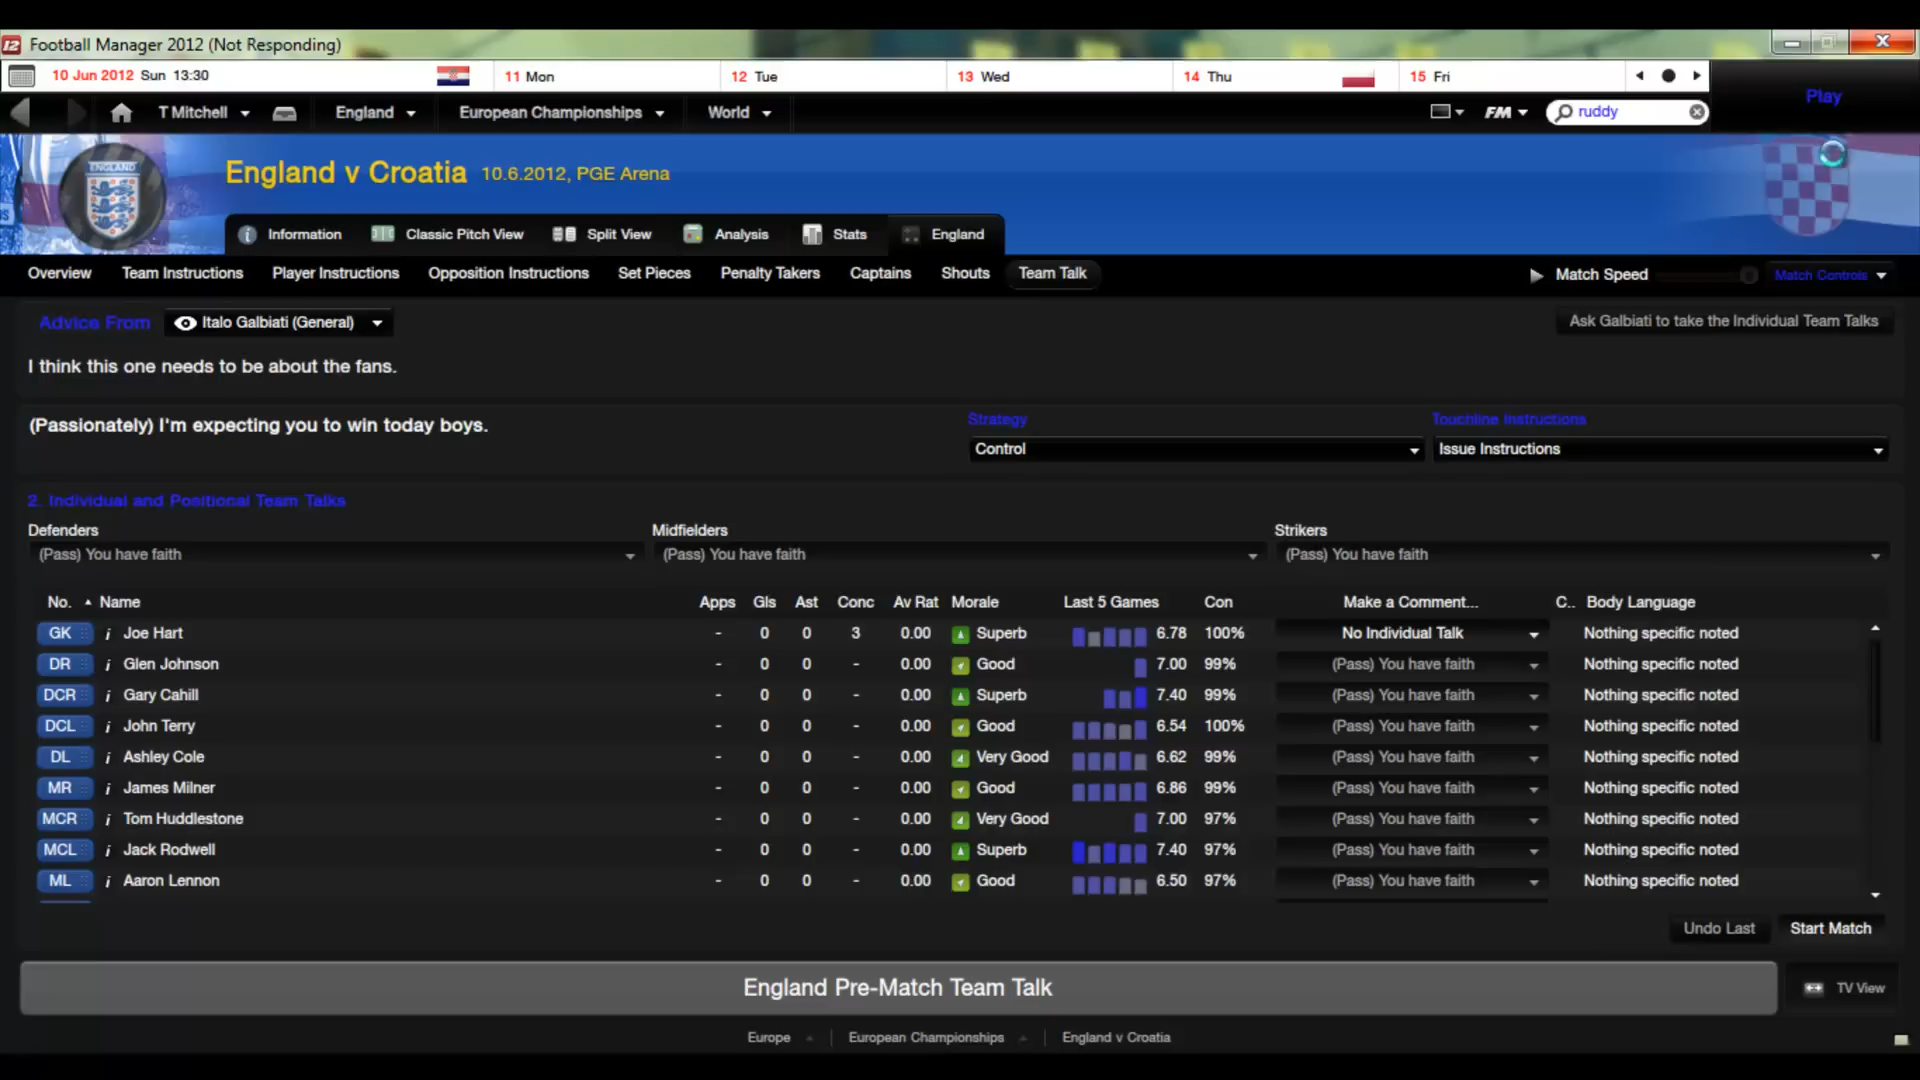 Football Manager 2012 (Not Responding)
10 Jun 2012 Sun 13:30
11 Mon
12 Tue
13 Wed
14 Thu
15 Fri
T Mitchell
England
European Championships
World
FM
ruddy
Play
ENGLAND
England v Croatia 10.6.2012, PGE Arena
Information
Classic Pitch View
Split View
Analysis
Stats
England
Overview
Team Instructions
Player Instructions
Opposition Instructions
Set Pieces
Penalty Takers
Captains
Shouts
Team Talk
Match Speed
Match Controls
Advice From
Italo Galbiati (General)
Ask Galbiati to take the Individual Team Talks
I think this one needs to be about the fans.
(Passionately) I'm expecting you to win today boys.
Strategy
Control
Touchline Instructions
Issue Instructions
2. Individual and Positional Team Talks
Defenders
(Pass) You have faith
Midfielders
(Pass) You have faith
Strikers
(Pass) You have faith
No. Name Apps Gls Ast Conc Av Rat Morale Last 5 Games Con Make a Comment... C.. Body Language
GK i Joe Hart - 0 0 3 0.00 Superb 6.78 100% No Individual Talk Nothing specific noted
DR i Glen Johnson - 0 0 - 0.00 Good 7.00 99% (Pass) You have faith Nothing specific noted
DCR i Gary Cahill - 0 0 - 0.00 Superb 7.40 99% (Pass) You have faith Nothing specific noted
DCL i John Terry - 0 0 - 0.00 Good 6.54 100% (Pass) You have faith Nothing specific noted
DL i Ashley Cole - 0 0 - 0.00 Very Good 6.62 99% (Pass) You have faith Nothing specific noted
MR i James Milner - 0 0 - 0.00 Good 6.86 99% (Pass) You have faith Nothing specific noted
MCR i Tom Huddlestone - 0 0 - 0.00 Very Good 7.00 97% (Pass) You have faith Nothing specific noted
MCL i Jack Rodwell - 0 0 - 0.00 Superb 7.40 97% (Pass) You have faith Nothing specific noted
ML i Aaron Lennon - 0 0 - 0.00 Good 6.50 97% (Pass) You have faith Nothing specific noted
Undo Last
Start Match
England Pre-Match Team Talk
TV View
Europe
European Championships
England v Croatia